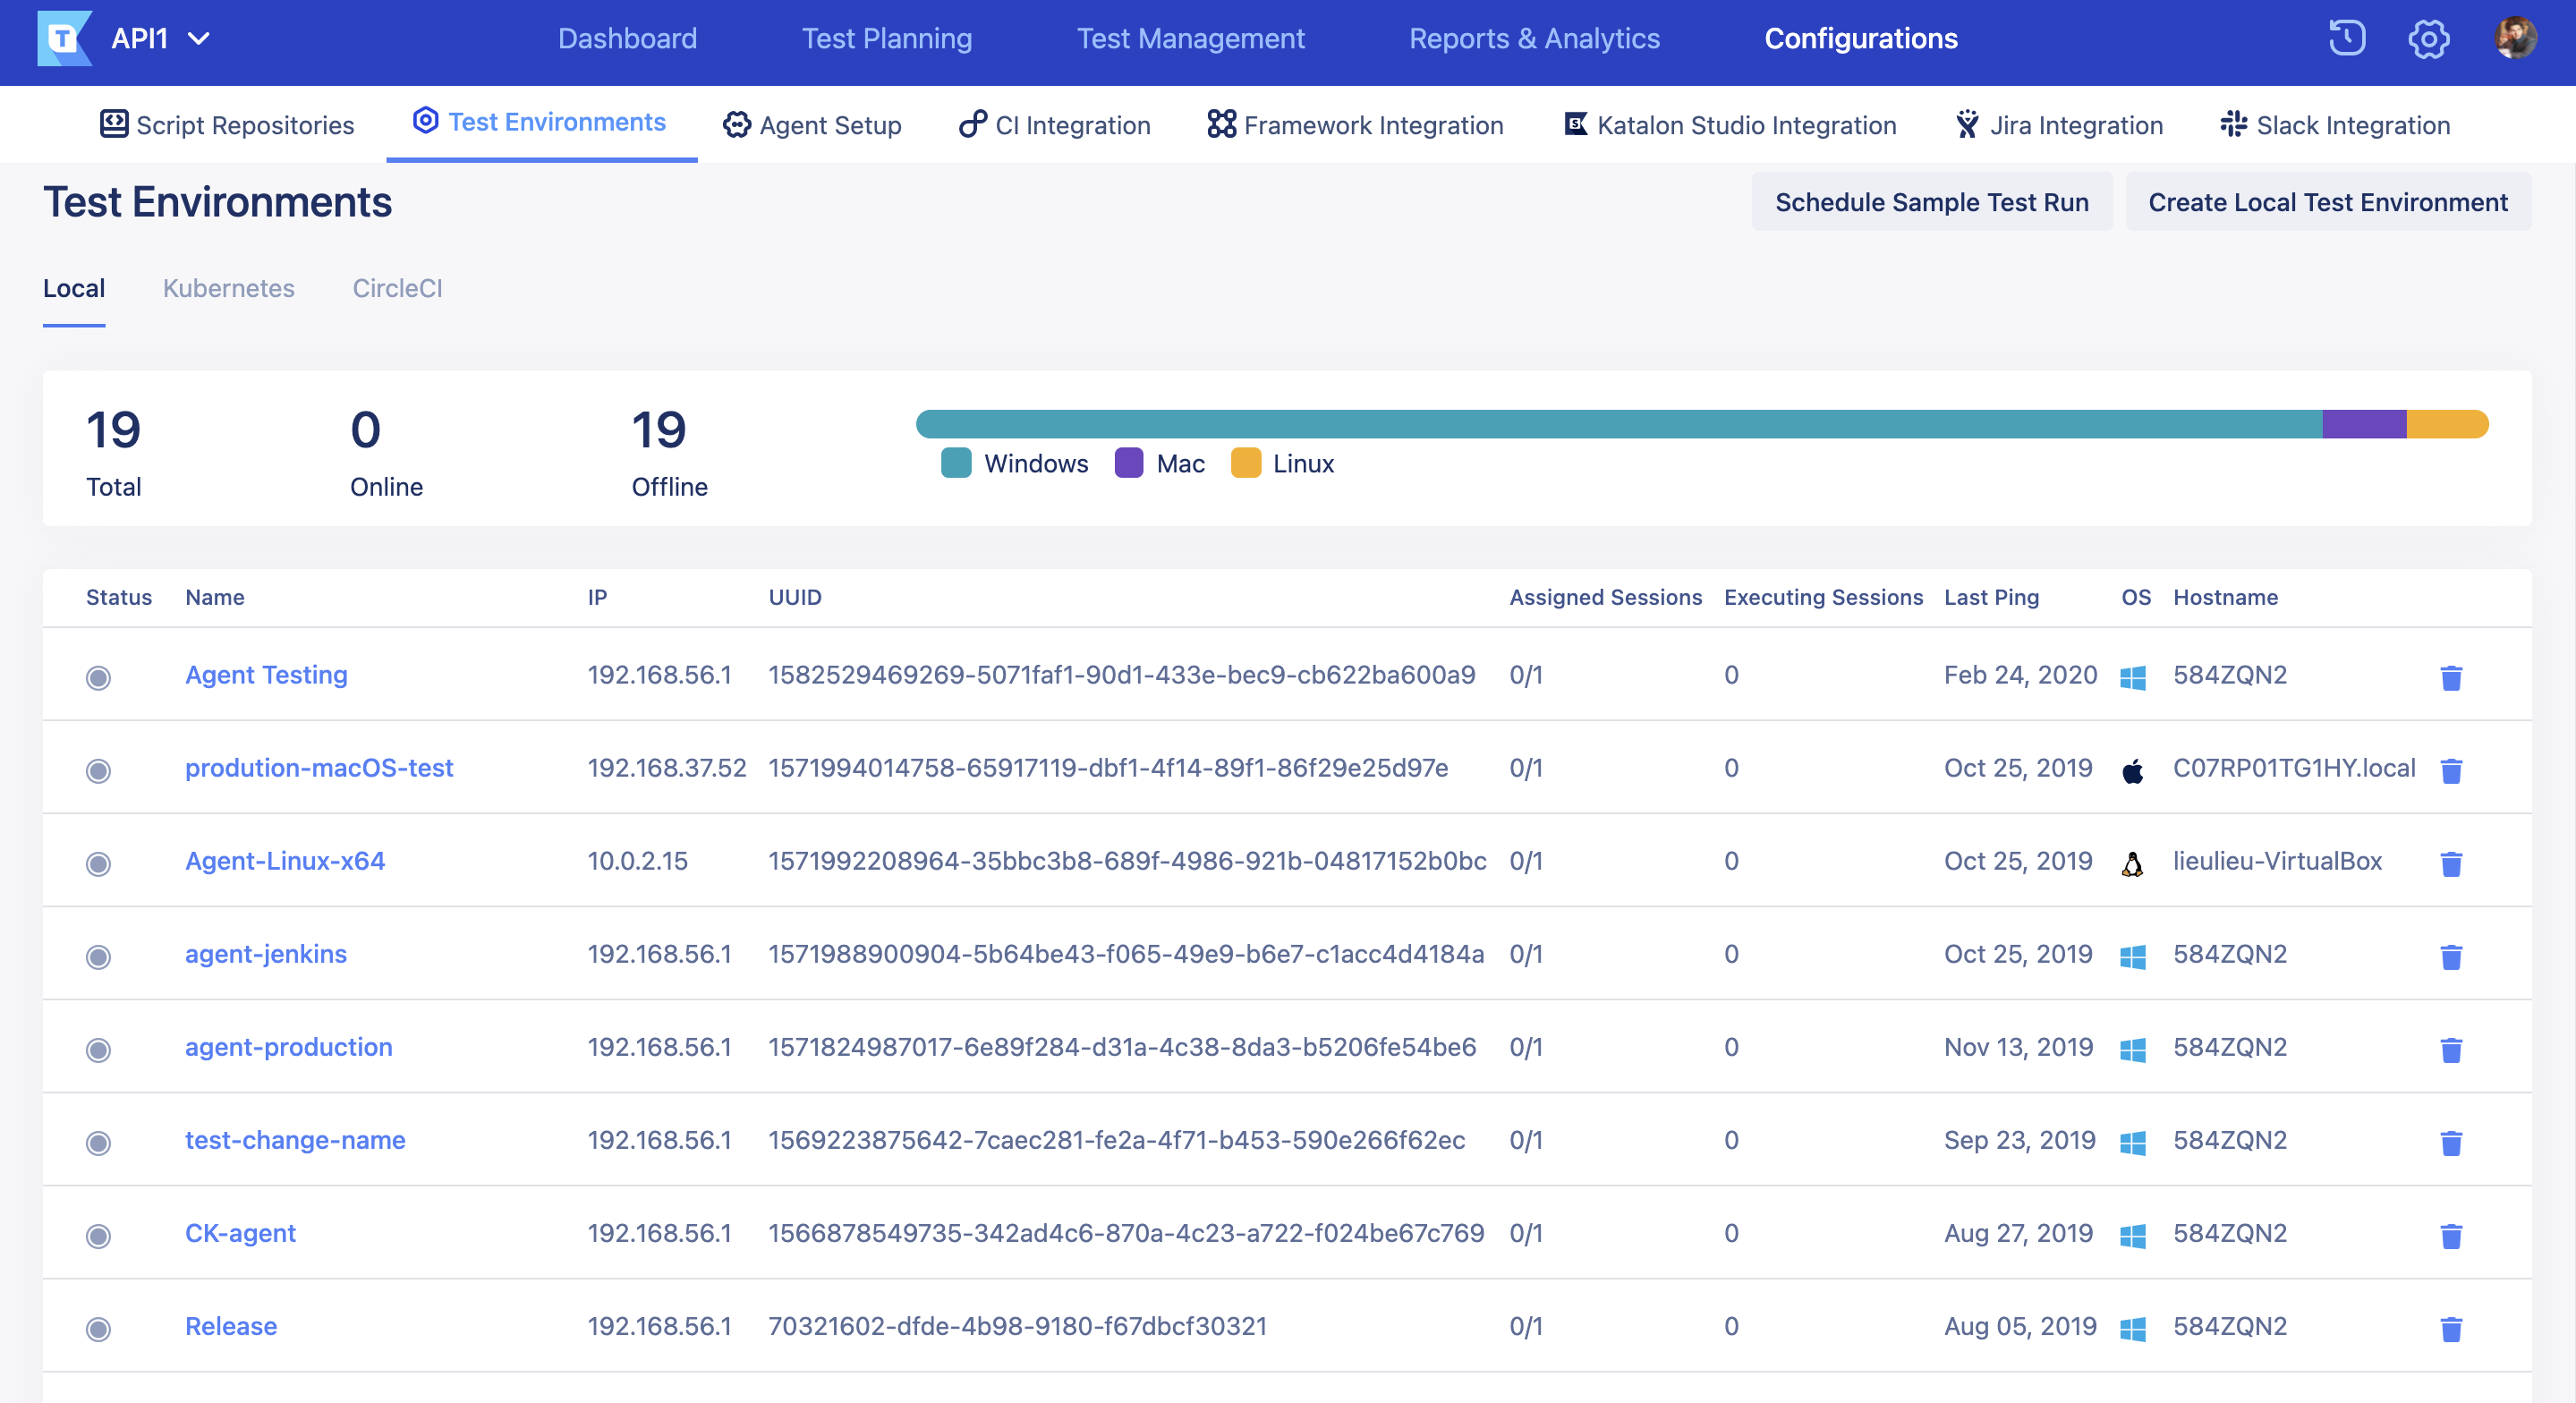 T API1 Dashboard Test Planning Test Management Reports & Analytics Configurations
Script Repositories Test Environments Agent Setup CI Integration Framework Integration Katalon Studio Integration Jira Integration Slack Integration
Test Environments Schedule Sample Test Run Create Local Test Environment
Local Kubernetes CircleCI
19 0 19
Total Online Offline
Windows Mac Linux
Status Name IP UUID Assigned Sessions Executing Sessions Last Ping OS Hostname
Agent Testing 192.168.56.1 1582529469269-5071faf1-90d1-433e-bec9-cb622ba600a9 0/1 0 Feb 24, 2020 584ZQN2
prodution-macOS-test 192.168.37.52 1571994014758-65917119-dbf1-4f14-89f1-86f29e25d97e 0/1 0 Oct 25, 2019 C07RP01TG1HY.local
Agent-Linux-x64 10.0.2.15 1571992208964-35bbc3b8-689f-4986-921b-04817152b0bc 0/1 0 Oct 25, 2019 lieulieu-VirtualBox
agent-jenkins 192.168.56.1 1571988900904-5b64be43-f065-49e9-b6e7-c1acc4d4184a 0/1 0 Oct 25, 2019 584ZQN2
agent-production 192.168.56.1 1571824987017-6e89f284-d31a-4c38-8da3-b5206fe54be6 0/1 0 Nov 13, 2019 584ZQN2
test-change-name 192.168.56.1 1569223875642-7caec281-fe2a-4f71-b453-590e266f62ec 0/1 0 Sep 23, 2019 584ZQN2
CK-agent 192.168.56.1 1566878549735-342ad4c6-870a-4c23-a722-f024be67c769 0/1 0 Aug 27, 2019 584ZQN2
Release 192.168.56.1 70321602-dfde-4b98-9180-f67dbcf30321 0/1 0 Aug 05, 2019 584ZQN2